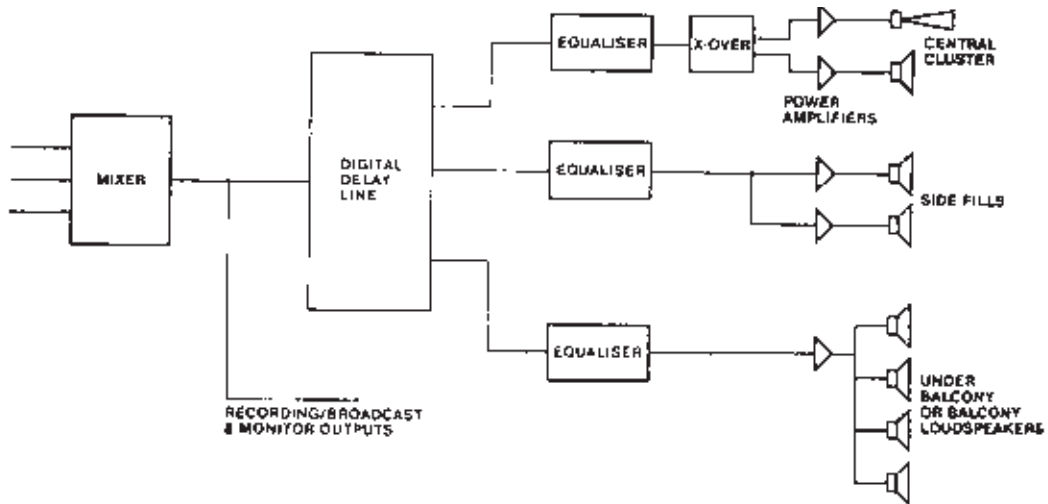 EQUALISER
X-OVER
CENTRAL
CLUSTER
POWER
AMPLIFIERS
MIXER
DIGITAL
DELAY
LINE
EQUALISER
SIDE FILLS
EQUALISER
UNDER
BALCONY
OR BALCONY
LOUDSPEAKERS
RECORDING/BROADCAST
& MONITOR OUTPUTS